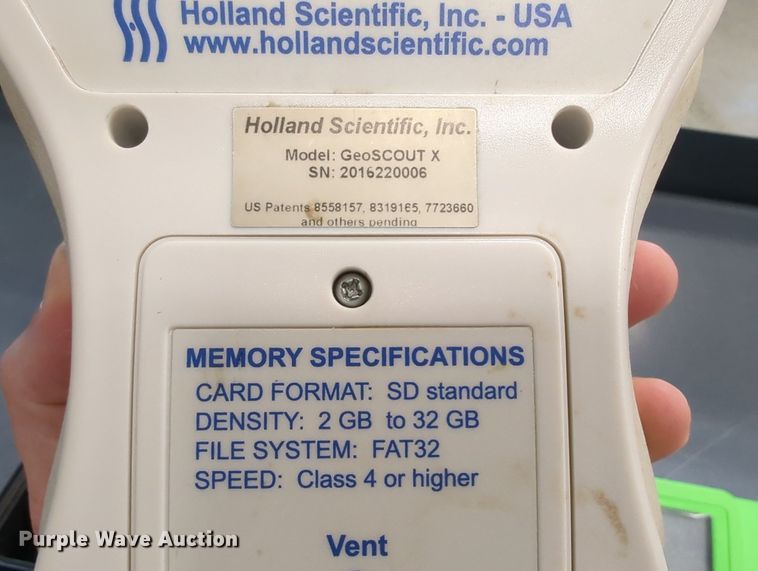 Holland Scientific, Inc. - USA
www.hollandscientific.com
Holland Scientific, Inc.
Model: GeoSCOUT X
SN: 2016220006
US Patents 8558157, 8319165, 7723660
and others pending
MEMORY SPECIFICATIONS
CARD FORMAT: SD standard
DENSITY: 2 GB to 32 GB
FILE SYSTEM: FAT32
SPEED: Class 4 or higher
Vent
Purple Wave Auction